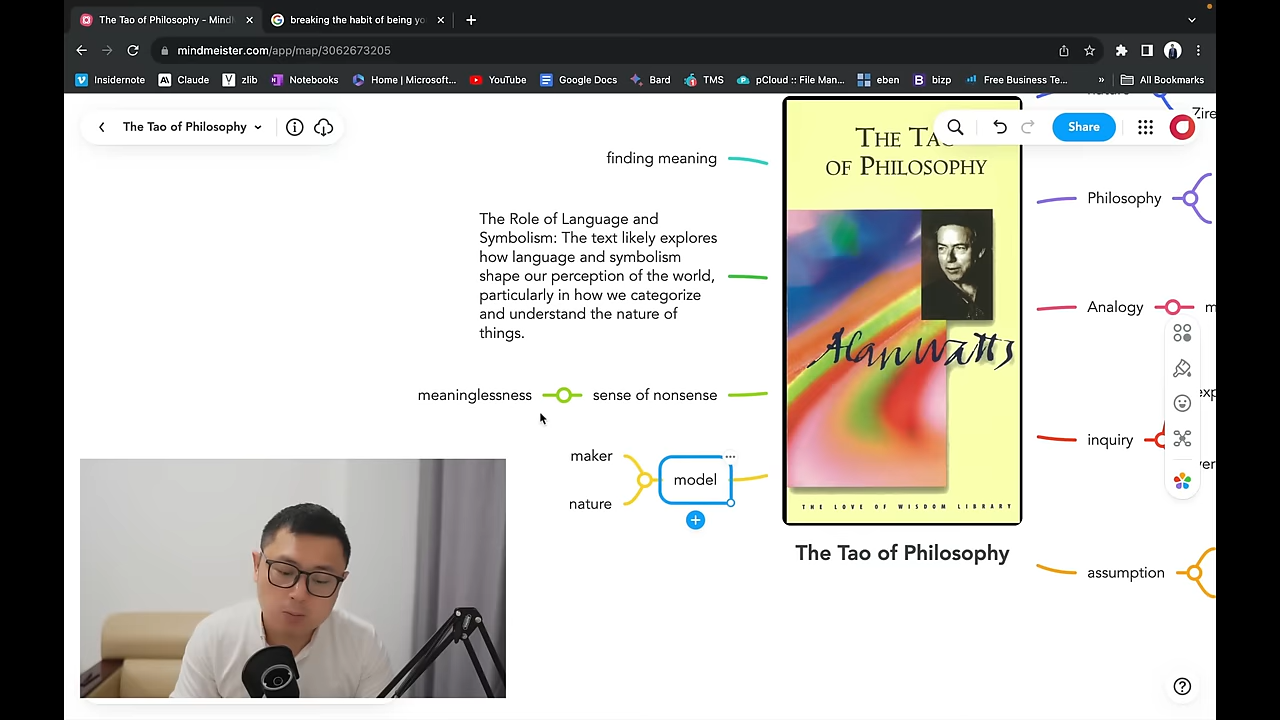 The Tao of Philosophy - Mind
breaking the habit of being yo
mindmeister.com/app/map/3062673205
Insidernote
Claude
zlib
Notebooks
Home | Microsoft...
YouTube
Google Docs
Bard
TMS
pCloud :: File Man...
eben
bizp
Free Business Te...
»
All Bookmarks
The Tao of Philosophy
Share
finding meaning
The Role of Language and
Symbolism: The text likely explores
how language and symbolism
shape our perception of the world,
particularly in how we categorize
and understand the nature of
things.
meaninglessness
sense of nonsense
maker
nature
model
THE TAO
OF PHILOSOPHY
Alan Watts
THE LOVE OF WISDOM LIBRARY
The Tao of Philosophy
nature
Zire
Philosophy
Analogy
m
inquiry
exp
ver
assumption